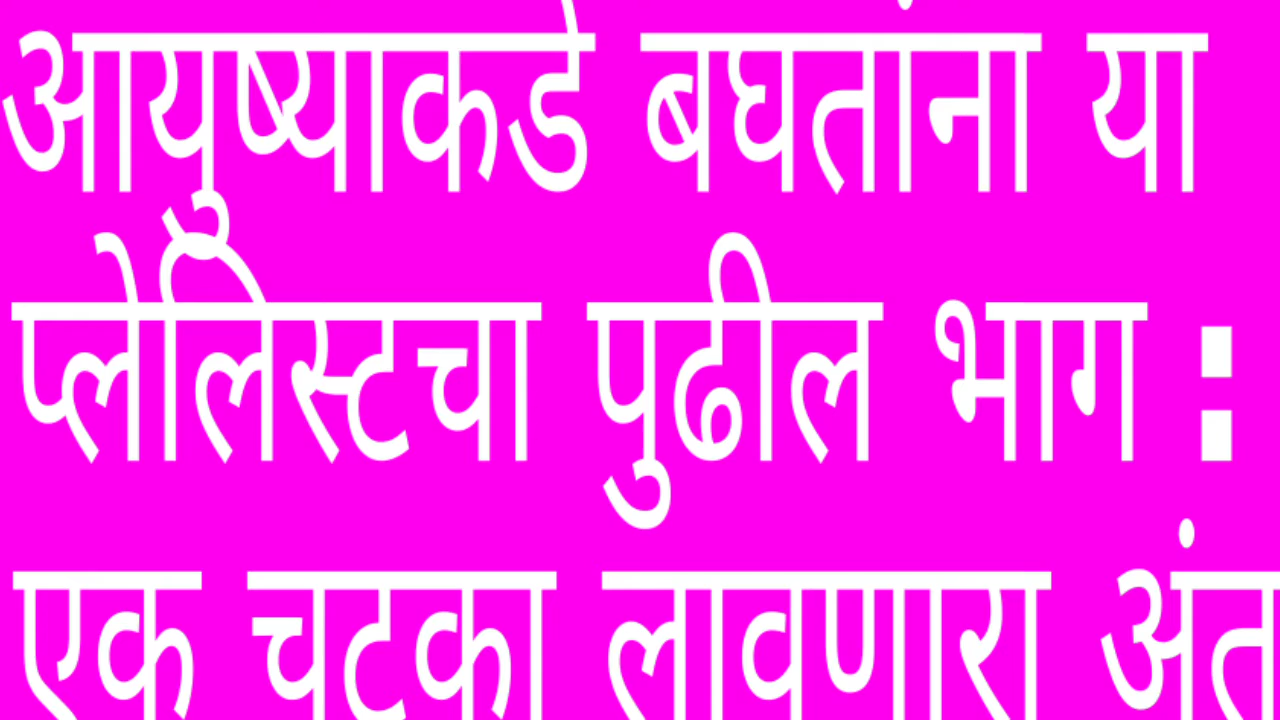 आयुष्याकडे बघतांना या
प्लेलिस्टचा पुढील भाग :
एक चटका लावणारा अंत